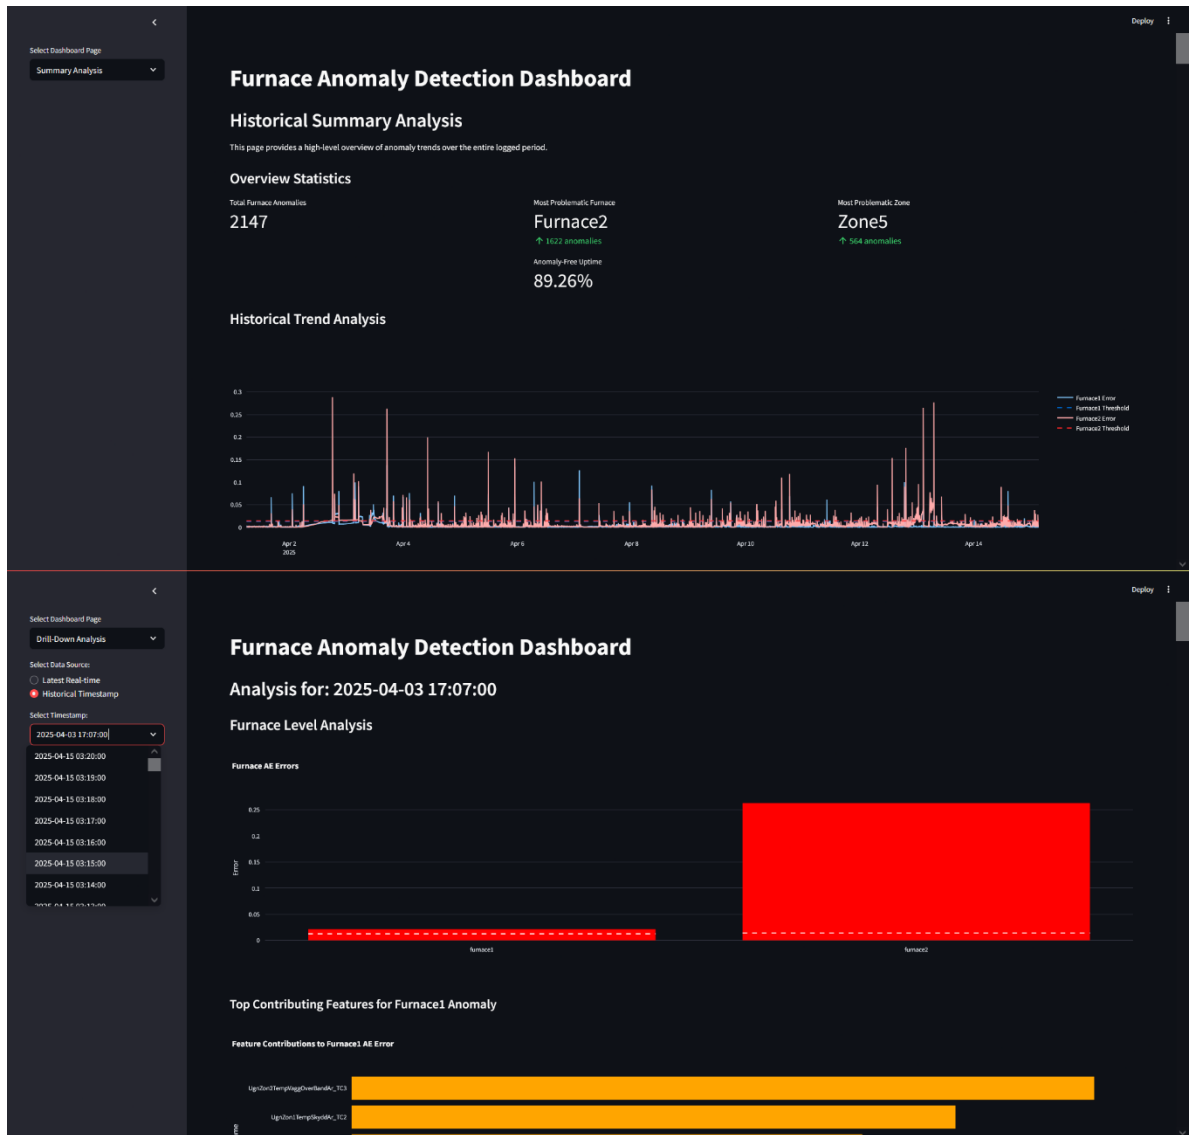 Deploy
Select Dashboard Page
Summary Analysis
Furnace Anomaly Detection Dashboard
Historical Summary Analysis
This page provides a high-level overview of anomaly trends over the entire logged period.
Overview Statistics
Total Furnace Anomalies
2147
Most Problematic Furnace
Furnace2
↑ 1622 anomalies
Most Problematic Zone
Zone5
↑ 564 anomalies
Anomaly-Free Uptime
89.26%
Historical Trend Analysis
0.3
0.25
0.2
0.15
0.1
0.05
0
Apr 2
2025
Apr 4
Apr 6
Apr 8
Apr 10
Apr 12
Apr 14
Furnace1 Error
Furnace1 Threshold
Furnace2 Error
Furnace2 Threshold
Deploy
Select Dashboard Page
Drill-Down Analysis
Select Data Source:
Latest Real-time
Historical Timestamp
Select Timestamp:
2025-04-03 17:07:00
2025-04-15 03:20:00
2025-04-15 03:19:00
2025-04-15 03:18:00
2025-04-15 03:17:00
2025-04-15 03:16:00
2025-04-15 03:15:00
2025-04-15 03:14:00
2025-04-15 03:13:00
Furnace Anomaly Detection Dashboard
Analysis for: 2025-04-03 17:07:00
Furnace Level Analysis
Furnace AE Errors
Error
0.25
0.2
0.15
0.1
0.05
0
furnace1
furnace2
Top Contributing Features for Furnace1 Anomaly
Feature Contributions to Furnace1 AE Error
UgnZon1TempSkyddAr_TC2